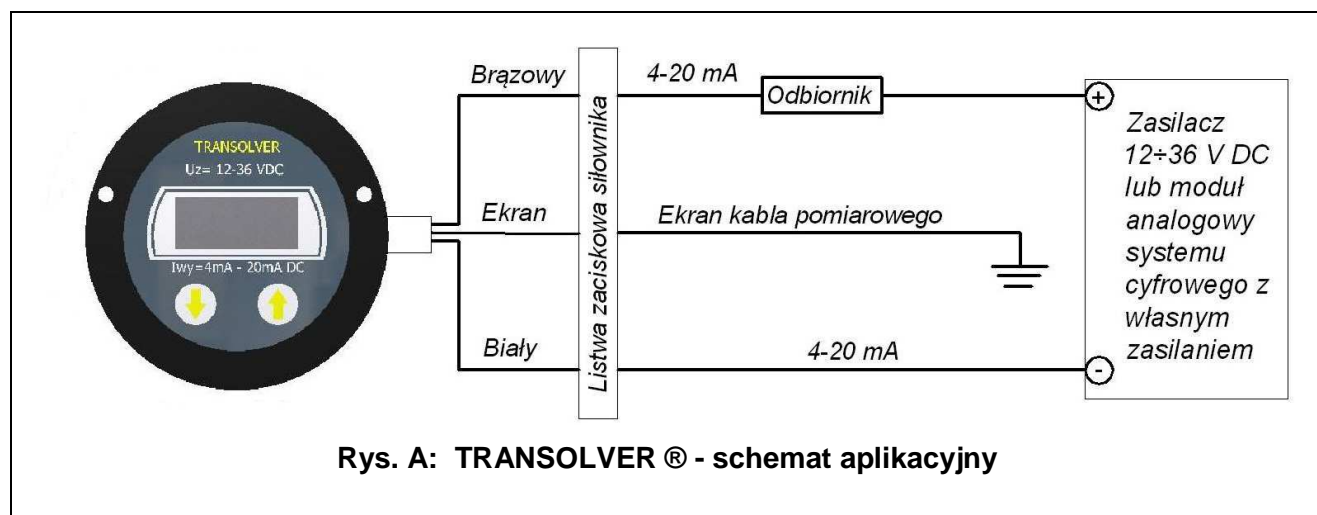 TRANSOLVER
Uz= 12-36 VDC
Iwy=4mA - 20mA DC
Brązowy
Ekran
Biały
Listwa zaciskowa siłownika
4-20 mA
Odbiornik
Ekran kabla pomiarowego
4-20 mA
+
-
Zasilacz
12÷36 V DC
lub moduł
analogowy
systemu
cyfrowego z
własnym
zasilaniem
Rys. A: TRANSOLVER ® - schemat aplikacyjny